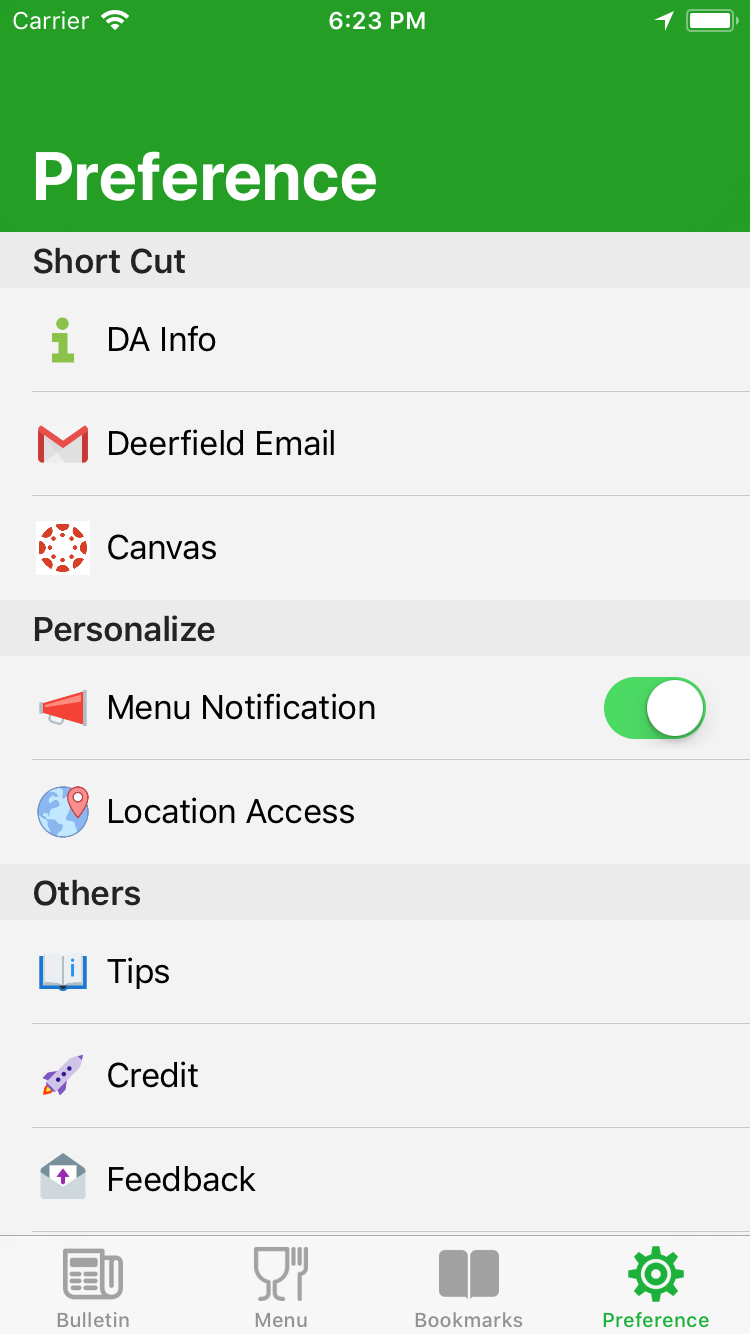 Carrier 6:23 PM
Preference
Short Cut
DA Info
Deerfield Email
Canvas
Personalize
Menu Notification
Location Access
Others
Tips
Credit
Feedback
Bulletin Menu Bookmarks Preference